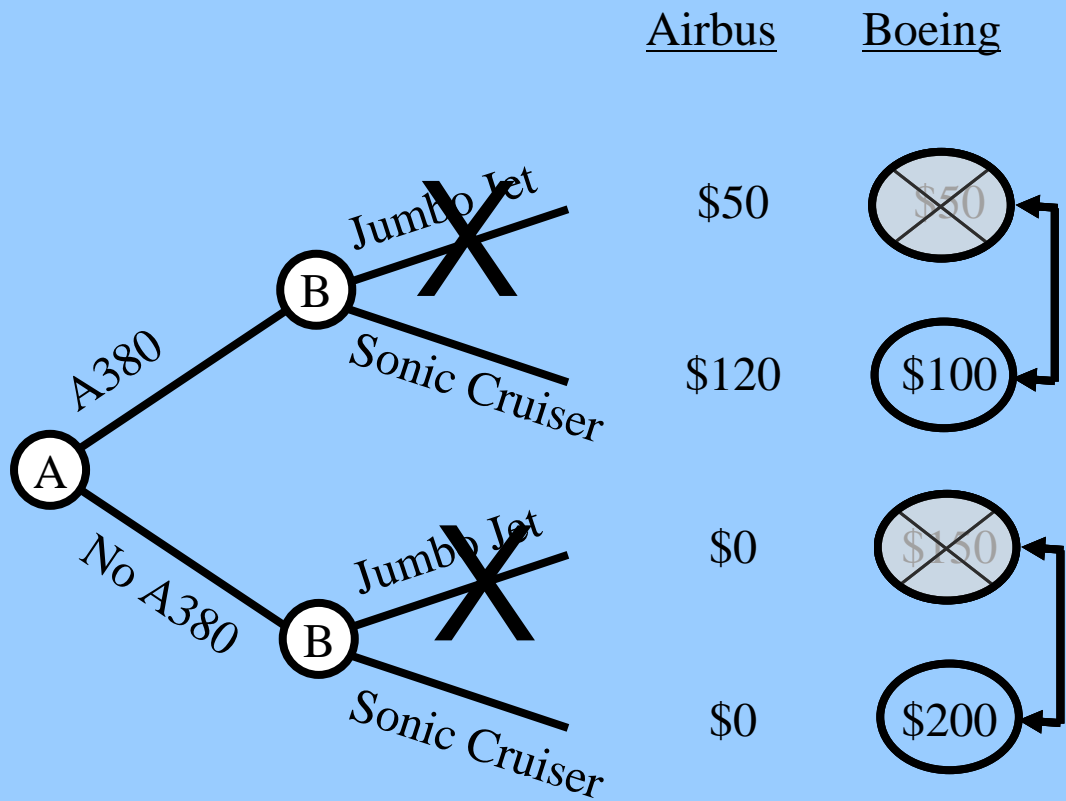 Airbus Boeing
Jumbo Jet
$50 $50
B
A380
Sonic Cruiser
$120 $100
A
No A380
Jumbo Jet
$0 $150
B
Sonic Cruiser
$0 $200